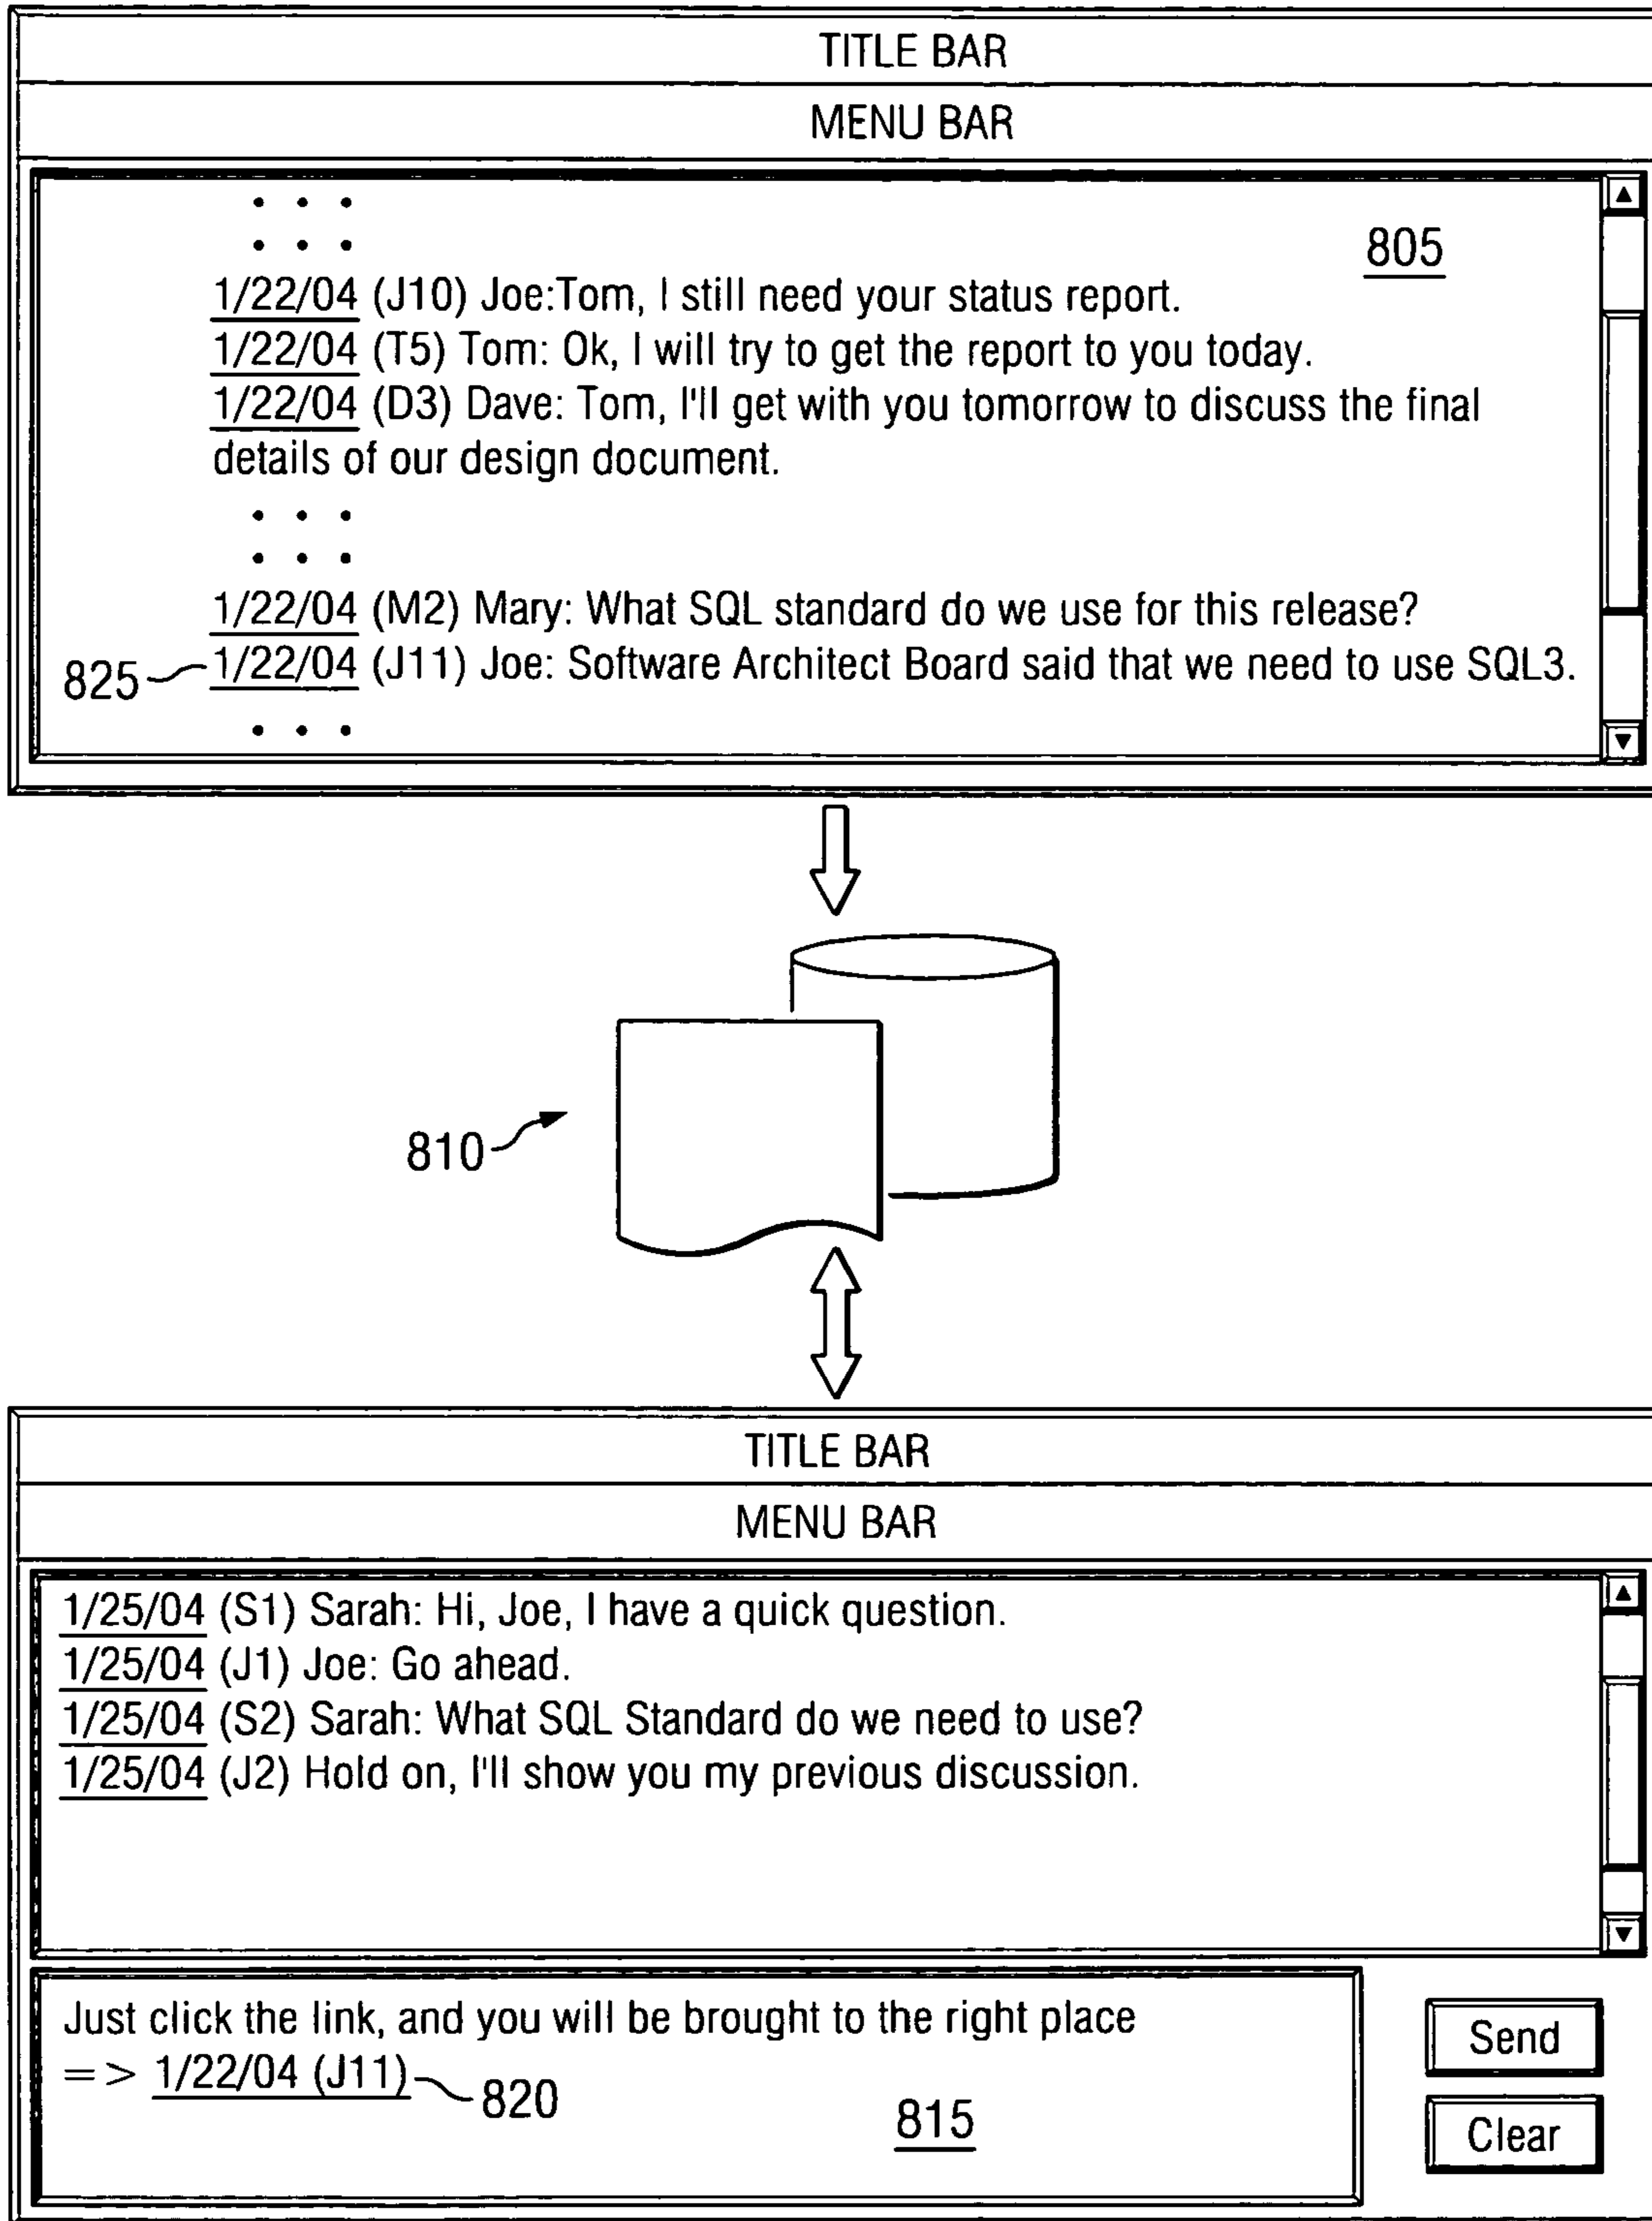 TITLE BAR
MENU BAR
• • •
• • •
805
1/22/04 (J10) Joe:Tom, I still need your status report.
1/22/04 (T5) Tom: Ok, I will try to get the report to you today.
1/22/04 (D3) Dave: Tom, I'll get with you tomorrow to discuss the final
details of our design document.
• • •
• • •
1/22/04 (M2) Mary: What SQL standard do we use for this release?
825 1/22/04 (J11) Joe: Software Architect Board said that we need to use SQL3.
• • •
810
TITLE BAR
MENU BAR
1/25/04 (S1) Sarah: Hi, Joe, I have a quick question.
1/25/04 (J1) Joe: Go ahead.
1/25/04 (S2) Sarah: What SQL Standard do we need to use?
1/25/04 (J2) Hold on, I'll show you my previous discussion.
Just click the link, and you will be brought to the right place
=> 1/22/04 (J11) 820
815
Send
Clear